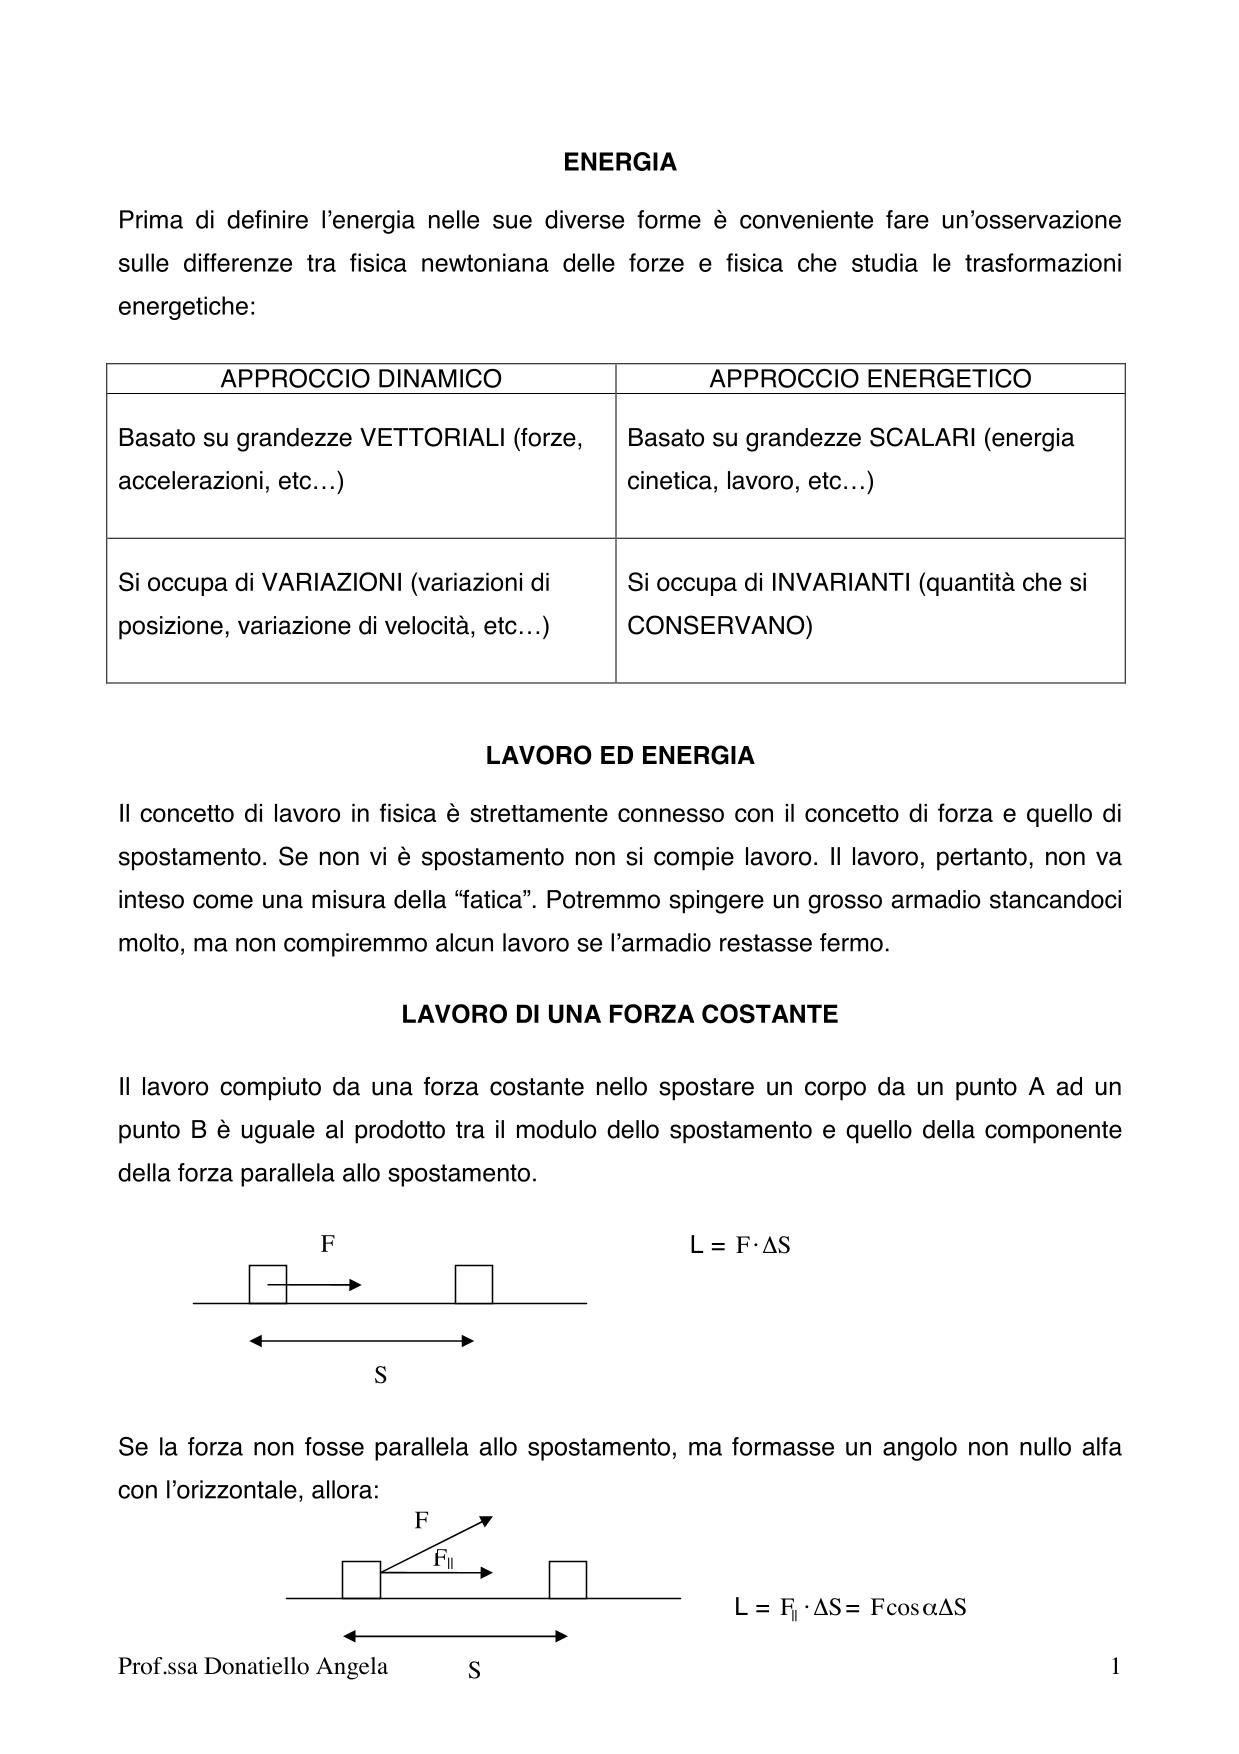 ENERGIA
Prima di definire l’energia nelle sue diverse forme è conveniente fare un’osservazione
sulle differenze tra fisica newtoniana delle forze e fisica che studia le trasformazioni
energetiche:
APPROCCIO DINAMICO
APPROCCIO ENERGETICO
Basato su grandezze VETTORIALI (forze,
accelerazioni, etc…)
Basato su grandezze SCALARI (energia
cinetica, lavoro, etc…)
Si occupa di VARIAZIONI (variazioni di
posizione, variazione di velocità, etc…)
Si occupa di INVARIANTI (quantità che si
CONSERVANO)
LAVORO ED ENERGIA
Il concetto di lavoro in fisica è strettamente connesso con il concetto di forza e quello di
spostamento. Se non vi è spostamento non si compie lavoro. Il lavoro, pertanto, non va
inteso come una misura della “fatica”. Potremmo spingere un grosso armadio stancandoci
molto, ma non compiremmo alcun lavoro se l’armadio restasse fermo.
LAVORO DI UNA FORZA COSTANTE
Il lavoro compiuto da una forza costante nello spostare un corpo da un punto A ad un
punto B è uguale al prodotto tra il modulo dello spostamento e quello della componente
della forza parallela allo spostamento.
F
L = F·ΔS
S
Se la forza non fosse parallela allo spostamento, ma formasse un angolo non nullo alfa
con l’orizzontale, allora:
F
F||
L = F|| ·ΔS = FcosαΔS
S
Prof.ssa Donatiello Angela
1